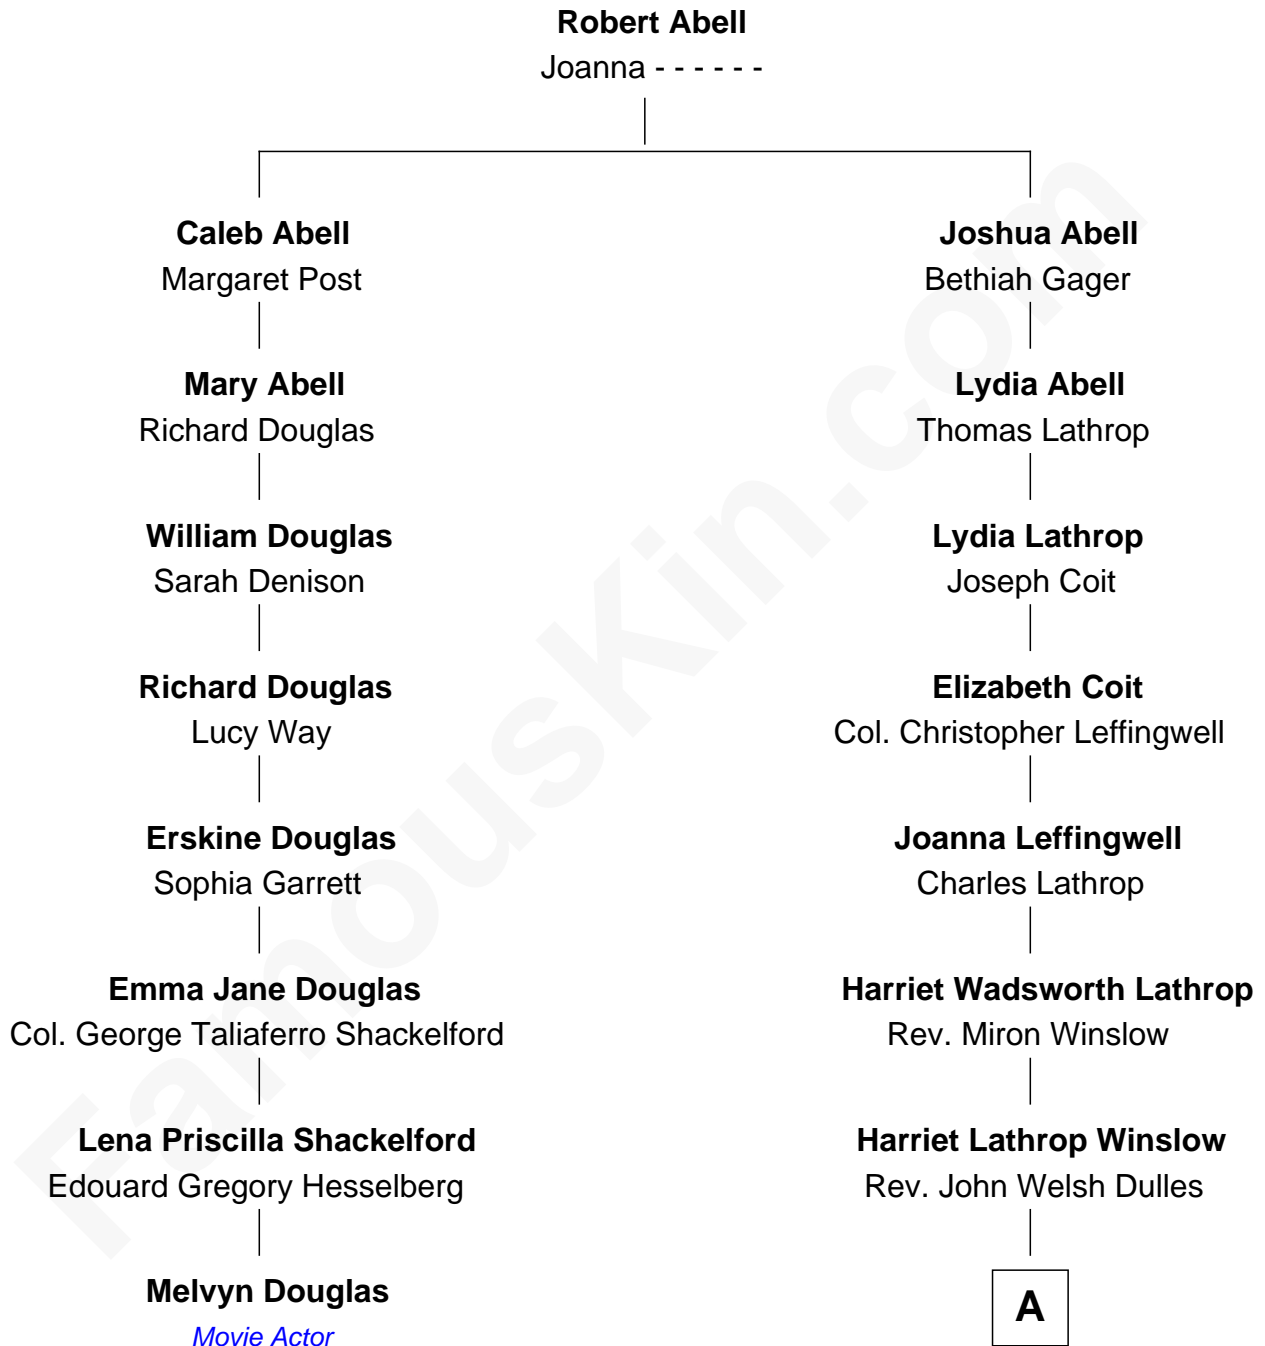 Robert Abell
Joanna - - - - - -
Caleb Abell
Margaret Post
Joshua Abell
Bethiah Gager
Mary Abell
Richard Douglas
Lydia Abell
Thomas Lathrop
William Douglas
Sarah Denison
Lydia Lathrop
Joseph Coit
Richard Douglas
Lucy Way
Elizabeth Coit
Col. Christopher Leffingwell
Erskine Douglas
Sophia Garrett
Joanna Leffingwell
Charles Lathrop
Emma Jane Douglas
Col. George Taliaferro Shackelford
Harriet Wadsworth Lathrop
Rev. Miron Winslow
Lena Priscilla Shackelford
Edouard Gregory Hesselberg
Harriet Lathrop Winslow
Rev. John Welsh Dulles
Melvyn Douglas
Movie Actor
A
FamousKin.com